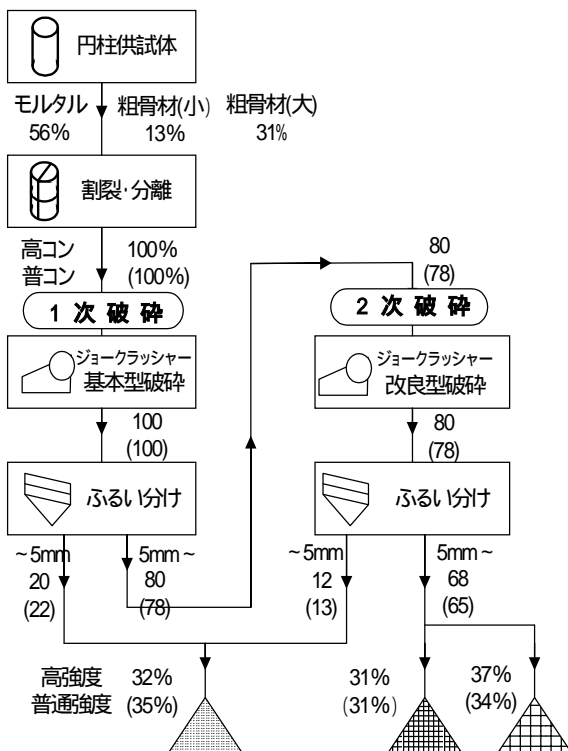 円柱供試体
モルタル 粗骨材(小) 粗骨材(大)
56% 13% 31%
割裂・分離
高コン 100%
普コン (100%)
1 次 破 砕
ジョークラッシャー
基本型破砕
100
(100)
ふるい分け
~5mm 5mm~
20 80
(22) (78)
80
(78)
2 次 破 砕
ジョークラッシャー
改良型破砕
80
(78)
ふるい分け
~5mm 5mm~
12 68
(13) (65)
高強度 32% 31% 37%
普通強度 (35%) (31%) (34%)